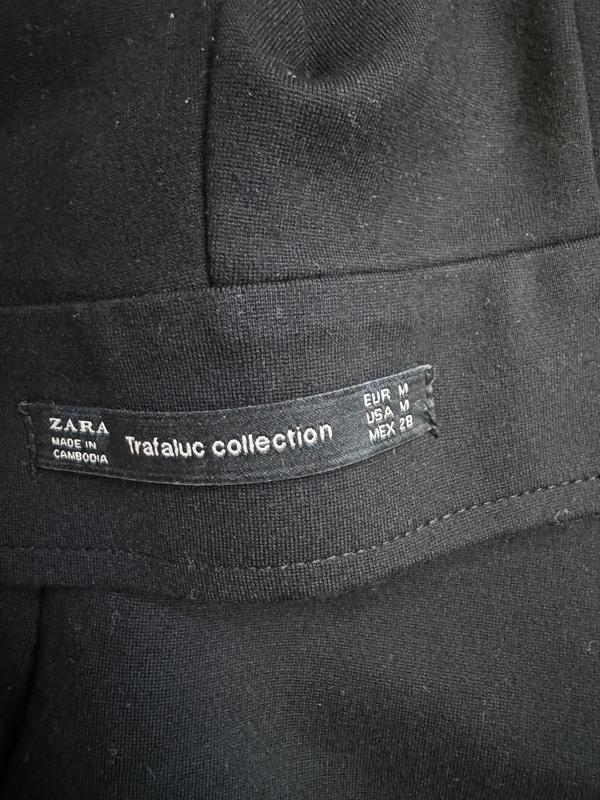 ZARA
MADE IN
CAMBODIA
Trafaluc collection
EUR M
USA M
MEX 28